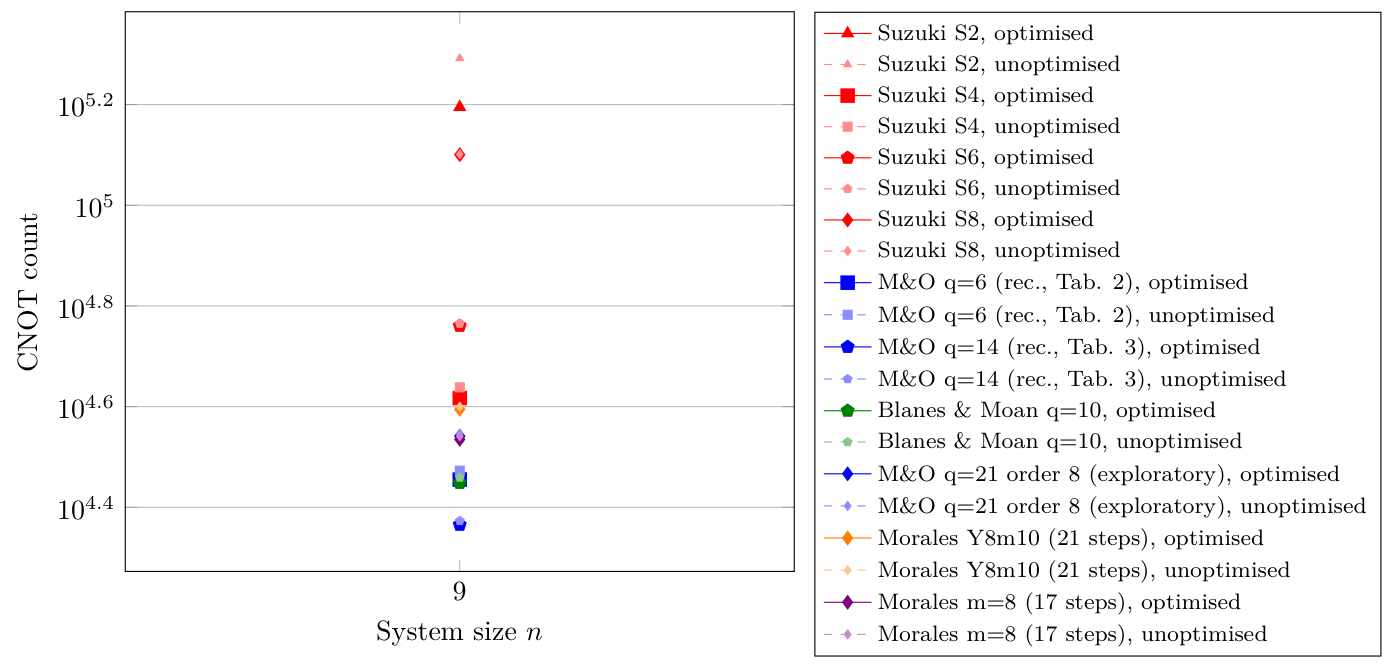 10^5.2
10^5
10^4.8
10^4.6
10^4.4
CNOT count
9
System size n
Suzuki S2, optimised
Suzuki S2, unoptimised
Suzuki S4, optimised
Suzuki S4, unoptimised
Suzuki S6, optimised
Suzuki S6, unoptimised
Suzuki S8, optimised
Suzuki S8, unoptimised
M&O q=6 (rec., Tab. 2), optimised
M&O q=6 (rec., Tab. 2), unoptimised
M&O q=14 (rec., Tab. 3), optimised
M&O q=14 (rec., Tab. 3), unoptimised
Blanes & Moan q=10, optimised
Blanes & Moan q=10, unoptimised
M&O q=21 order 8 (exploratory), optimised
M&O q=21 order 8 (exploratory), unoptimised
Morales Y8m10 (21 steps), optimised
Morales Y8m10 (21 steps), unoptimised
Morales m=8 (17 steps), optimised
Morales m=8 (17 steps), unoptimised